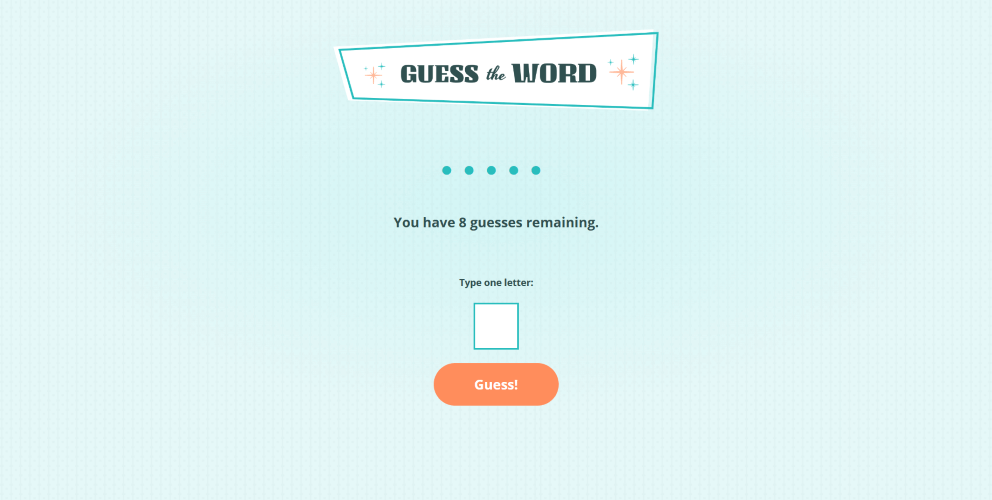 GUESS the WORD
● ● ● ● ●
You have 8 guesses remaining.
Type one letter:
Guess!